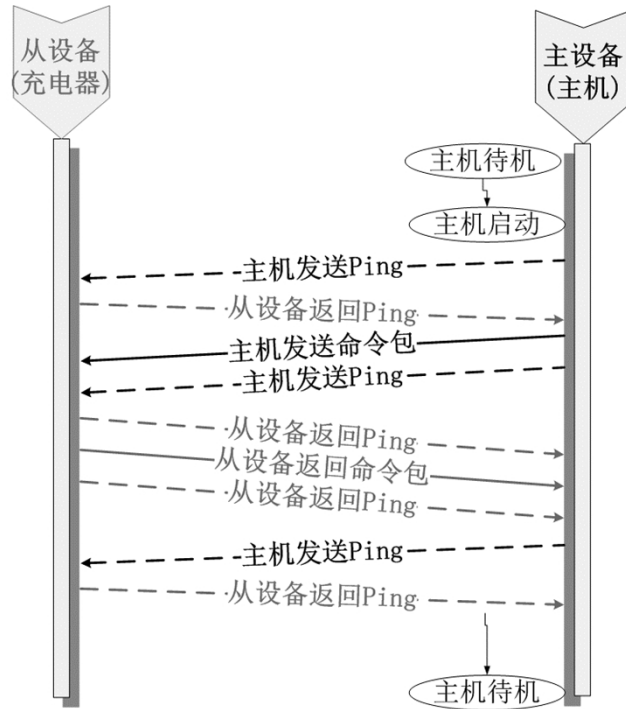 从设备
(充电器)
主设备
(主机)
主机待机
主机启动
主机发送Ping
从设备返回Ping
主机发送命令包
主机发送Ping
从设备返回Ping
从设备返回命令包
从设备返回Ping
主机发送Ping
从设备返回Ping
主机待机